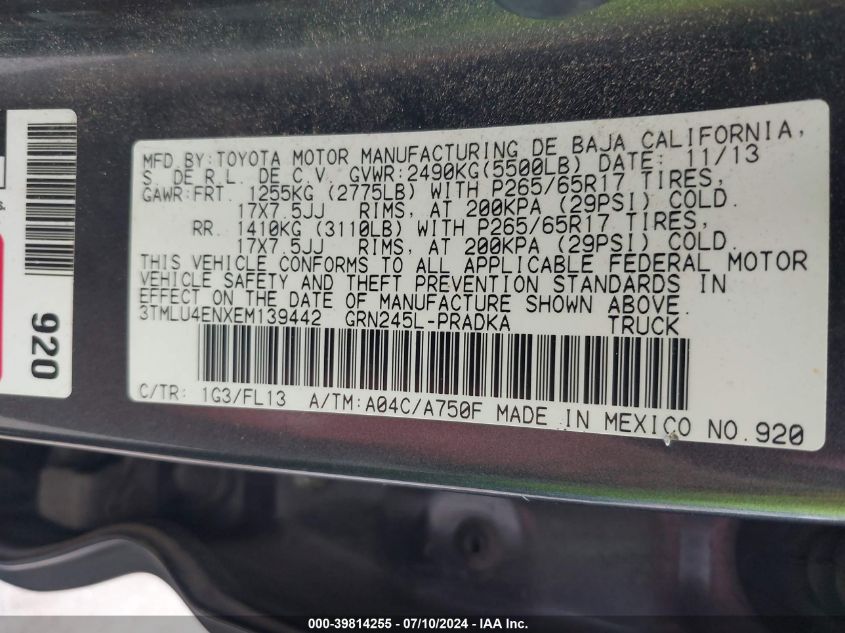 MFD.BY:TOYOTA MOTOR MANUFACTURING DE BAJA CALIFORNIA,
S. DE R.L. DE C.V. GVWR:2490KG(5500LB) DATE: 11/13
GAWR:FRT. 1255KG (2775LB) WITH P265/65R17 TIRES,
17X7.5JJ RIMS, AT 200KPA (29PSI) COLD.
RR. 1410KG (3110LB) WITH P265/65R17 TIRES,
17X7.5JJ RIMS, AT 200KPA (29PSI) COLD.
THIS VEHICLE CONFORMS TO ALL APPLICABLE FEDERAL MOTOR
VEHICLE SAFETY AND THEFT PREVENTION STANDARDS IN
EFFECT ON THE DATE OF MANUFACTURE SHOWN ABOVE.
3TMLU4ENXEM139442 GRN245L-PRADKA TRUCK
C/TR: 1G3/FL13 A/TM:A04C/A750F MADE IN MEXICO NO.920
920
000-39814255 - 07/10/2024 - IAA Inc.